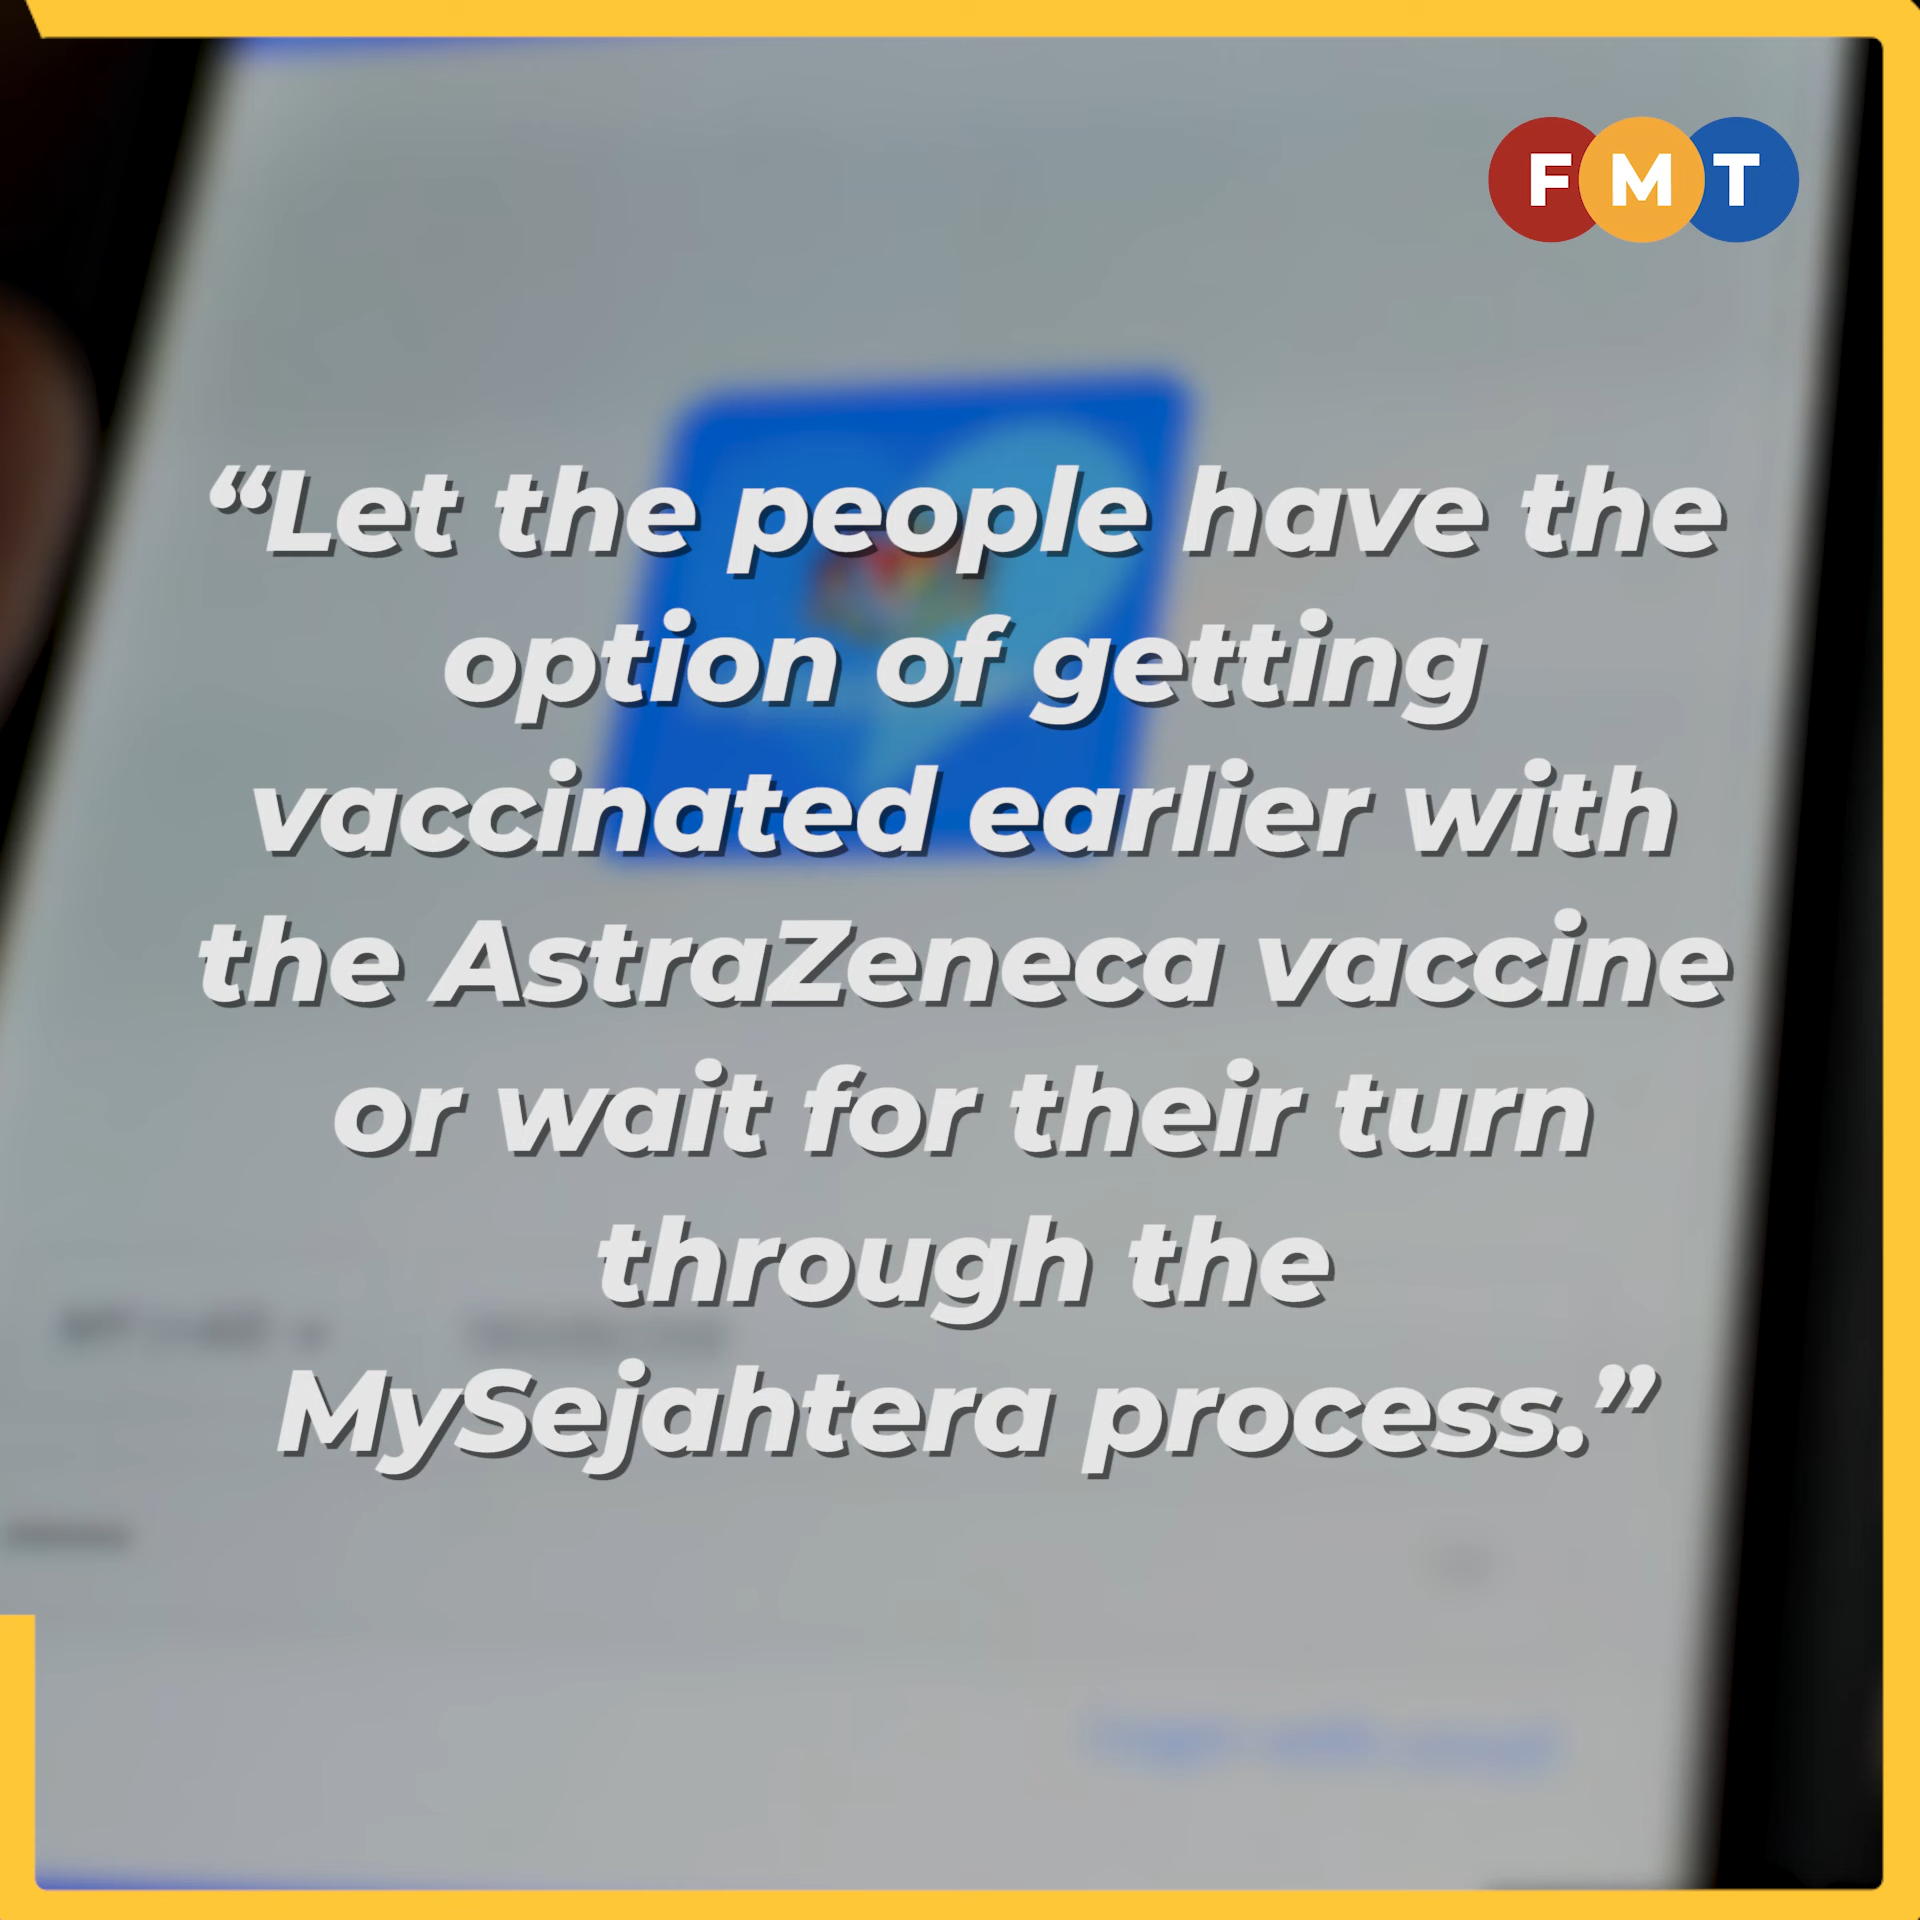 FMT
“Let the people have the
option of getting
vaccinated earlier with
the AstraZeneca vaccine
or wait for their turn
through the
MySejahtera process.”